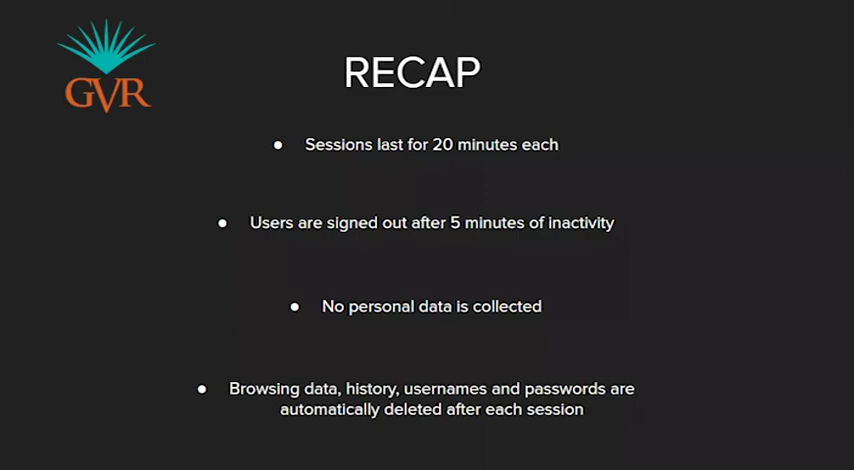 GVR
RECAP
● Sessions last for 20 minutes each
● Users are signed out after 5 minutes of inactivity
● No personal data is collected
● Browsing data, history, usernames and passwords are
automatically deleted after each session